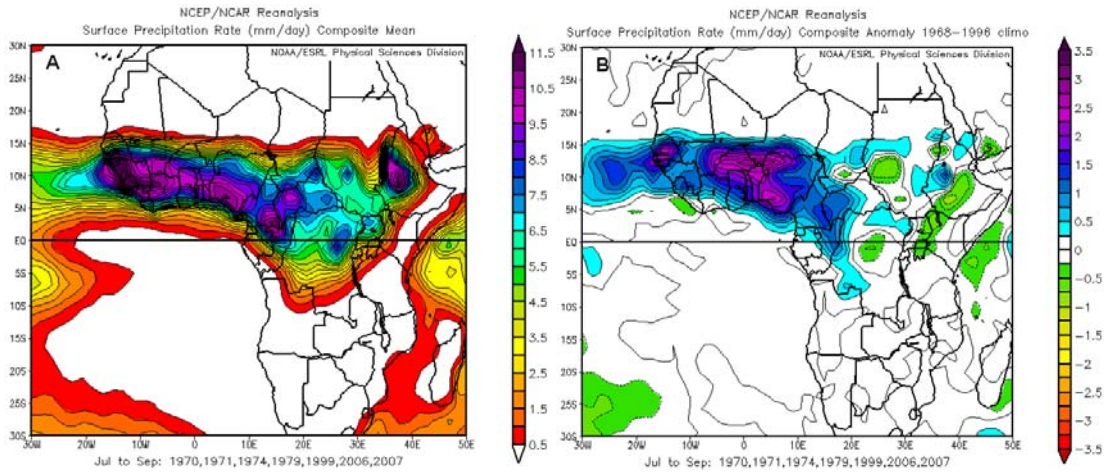 NCEP/NCAR Reanalysis
Surface Precipitation Rate (mm/day) Composite Mean
A
NOAA/ESRL Physical Sciences Division
30N
25N
20N
15N
10N
5N
EQ
5S
10S
15S
20S
25S
30S
30W 20W 10W 0 10E 20E 30E 40E 50E
Jul to Sep: 1970,1971,1974,1979,1999,2006,2007
11.5
10.5
9.5
8.5
7.5
6.5
5.5
4.5
3.5
2.5
1.5
0.5
NCEP/NCAR Reanalysis
Surface Precipitation Rate (mm/day) Composite Anomaly 1968-1996 climo
B
NOAA/ESRL Physical Sciences Division
30N
25N
20N
15N
10N
5N
EQ
5S
10S
15S
20S
25S
30S
30W 20W 10W 0 10E 20E 30E 40E 50E
Jul to Sep: 1970,1971,1974,1979,1999,2006,2007
3.5
3
2.5
2
1.5
1
0.5
0
-0.5
-1
-1.5
-2
-2.5
-3
-3.5